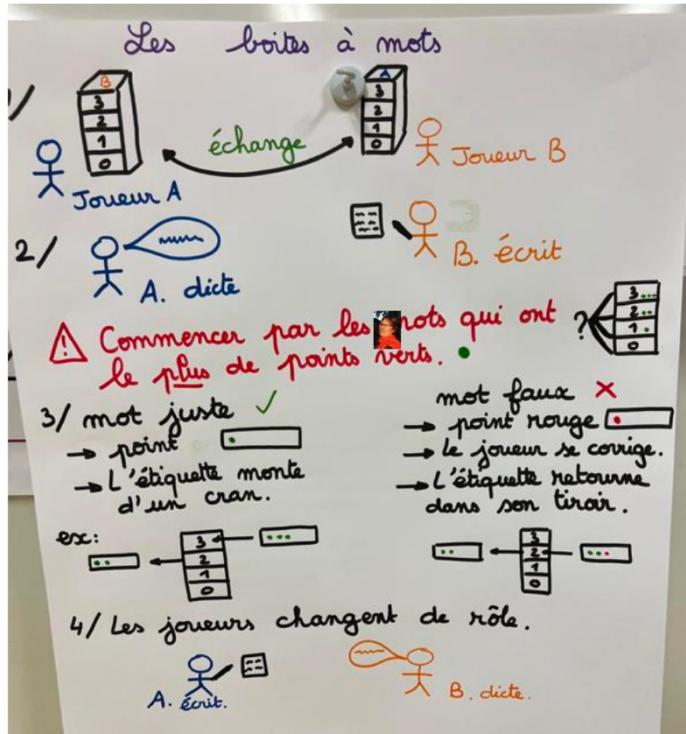 Les boites à mots
1/
B
3
2
1
0
A
3
2
1
0
échange
Joueur A
Joueur B
2/
A. dicte
B. écrit
Commencer par les mots qui ont
le plus de points verts.
?
3
2
1
0
3/ mot juste ✓
→ point
→ L'étiquette monte
d'un cran.
mot faux ✗
→ point rouge
→ Le joueur se corrige.
→ L'étiquette retourne
dans son tiroir.
ex:
3
2
1
0
3
2
1
0
4/ Les joueurs changent de rôle.
A. écrit.
B. dicte.